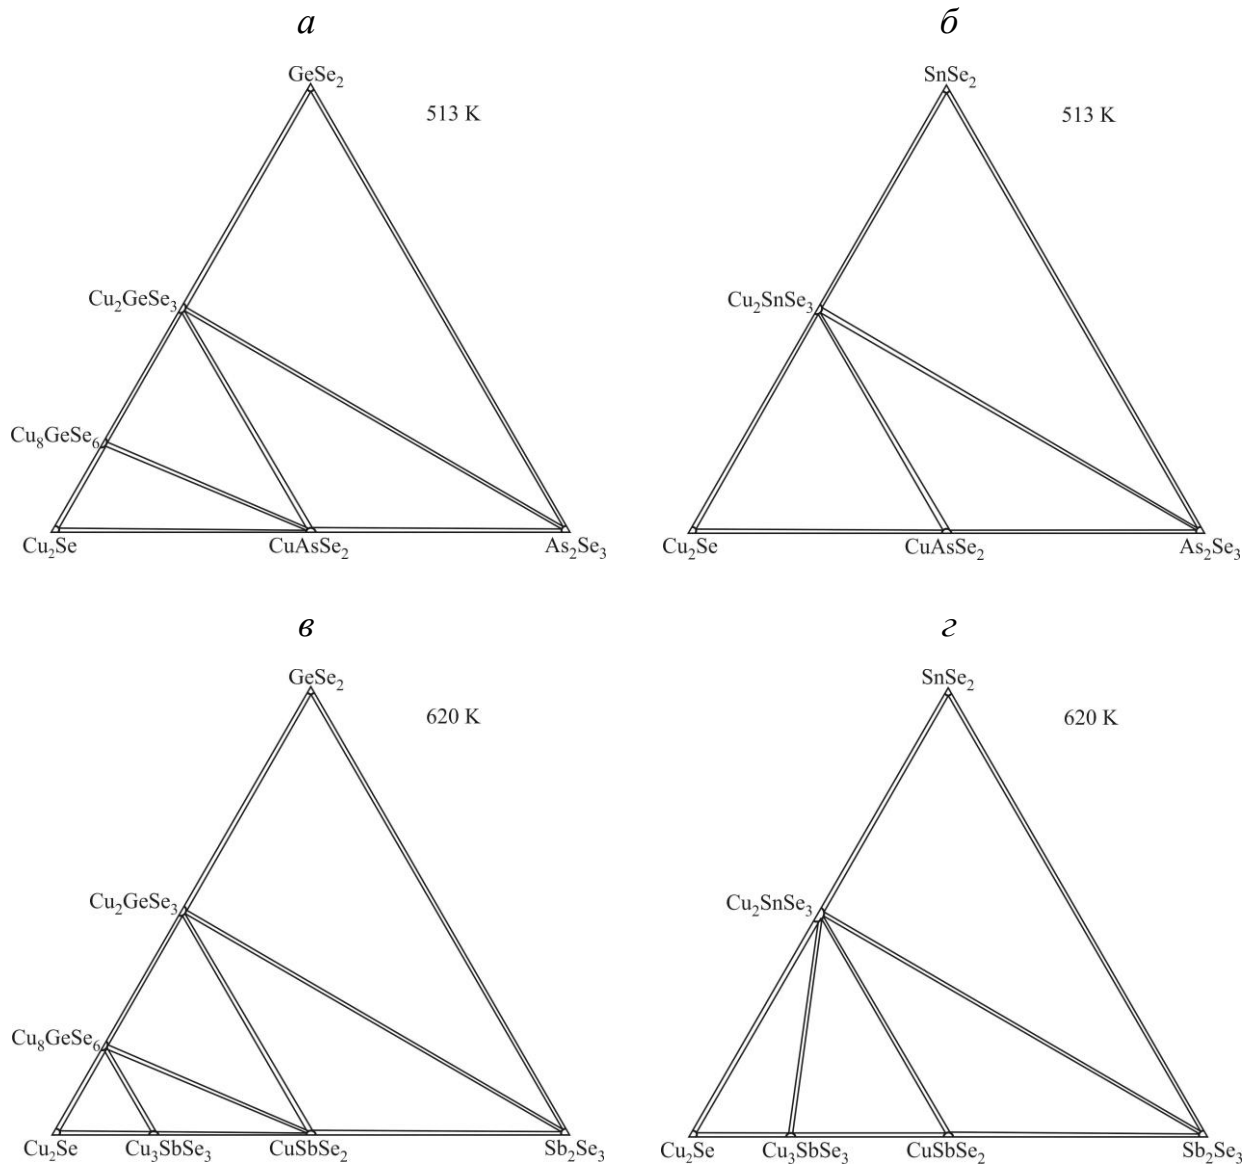 а
GeSe₂
513 K
Cu₂GeSe₃
Cu₈GeSe₆
Cu₂Se
CuAsSe₂
As₂Se₃
б
SnSe₂
513 K
Cu₂SnSe₃
Cu₂Se
CuAsSe₂
As₂Se₃
в
GeSe₂
620 K
Cu₂GeSe₃
Cu₈GeSe₆
Cu₂Se
Cu₃SbSe₃
CuSbSe₂
Sb₂Se₃
г
SnSe₂
620 K
Cu₂SnSe₃
Cu₂Se
Cu₃SbSe₃
CuSbSe₂
Sb₂Se₃